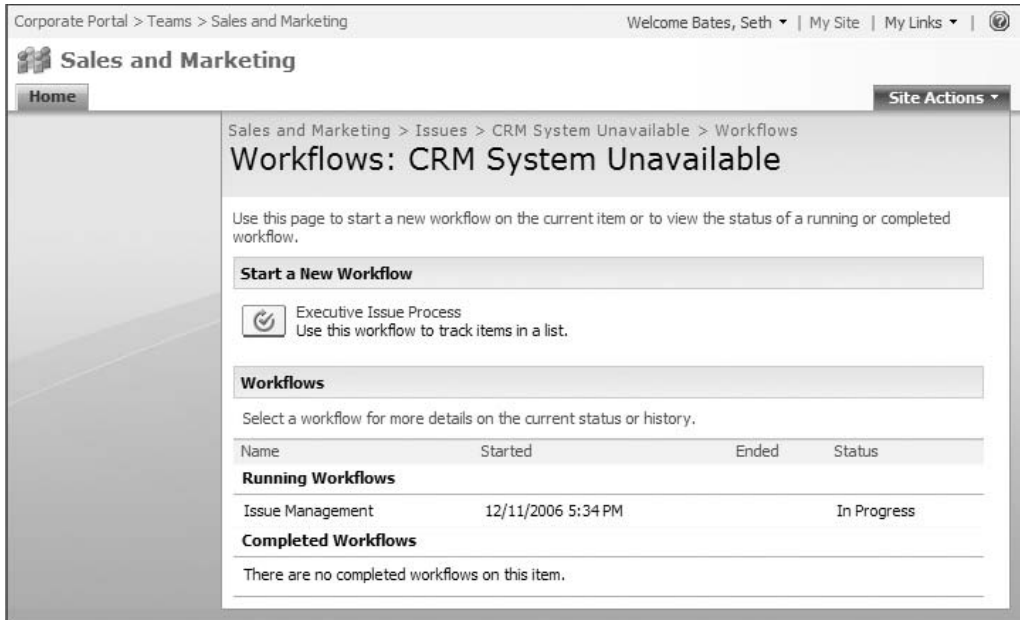 Corporate Portal > Teams > Sales and Marketing
Welcome Bates, Seth | My Site | My Links |
Sales and Marketing
Home
Site Actions
Sales and Marketing > Issues > CRM System Unavailable > Workflows
Workflows: CRM System Unavailable
Use this page to start a new workflow on the current item or to view the status of a running or completed
workflow.
Start a New Workflow
Executive Issue Process
Use this workflow to track items in a list.
Workflows
Select a workflow for more details on the current status or history.
Name Started Ended Status
Running Workflows
Issue Management 12/11/2006 5:34 PM In Progress
Completed Workflows
There are no completed workflows on this item.